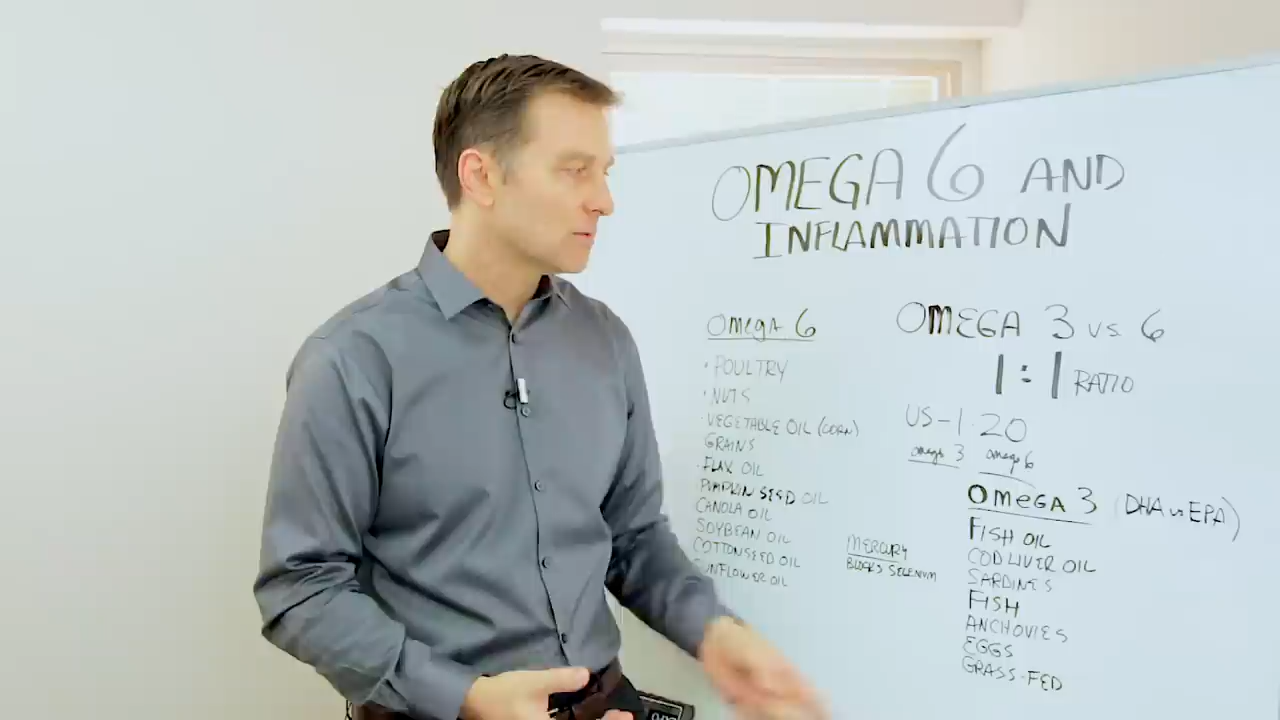 OMEGA 6 AND
INFLAMMATION
Omega 6
• POULTRY
• NUTS
• VEGETABLE OIL (CORN)
GRAINS
• FLAX OIL
PUMPKIN SEED OIL
CANOLA OIL
SOYBEAN OIL
COTTONSEED OIL
SUNFLOWER OIL
MERCURY
BLOCKS SELENIUM
OMEGA 3 vs 6
1:1 RATIO
US-1:20
omega 3 omega 6
OMEGA 3 (DHA vs EPA)
FISH OIL
COD LIVER OIL
SARDINES
FISH
ANCHOVIES
EGGS
GRASS-FED